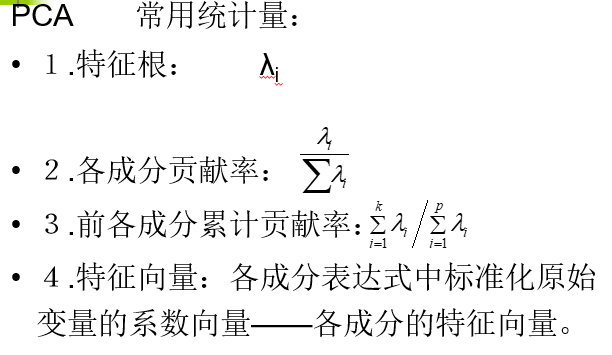 PCA 常用统计量：
• １.特征根： λi
• ２.各成分贡献率： λi / ∑λi
• ３.前各成分累计贡献率：∑_{i=1}^{k} λi / ∑_{i=1}^{p} λi
• ４.特征向量：各成分表达式中标准化原始
变量的系数向量——各成分的特征向量。